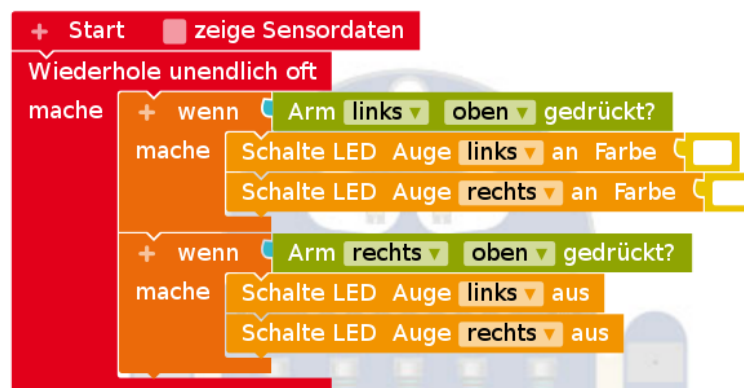 + Start zeige Sensordaten
Wiederhole unendlich oft
mache + wenn Arm links ▾ oben ▾ gedrückt?
mache Schalte LED Auge links ▾ an Farbe
Schalte LED Auge rechts ▾ an Farbe
+ wenn Arm rechts ▾ oben ▾ gedrückt?
mache Schalte LED Auge links ▾ aus
Schalte LED Auge rechts ▾ aus